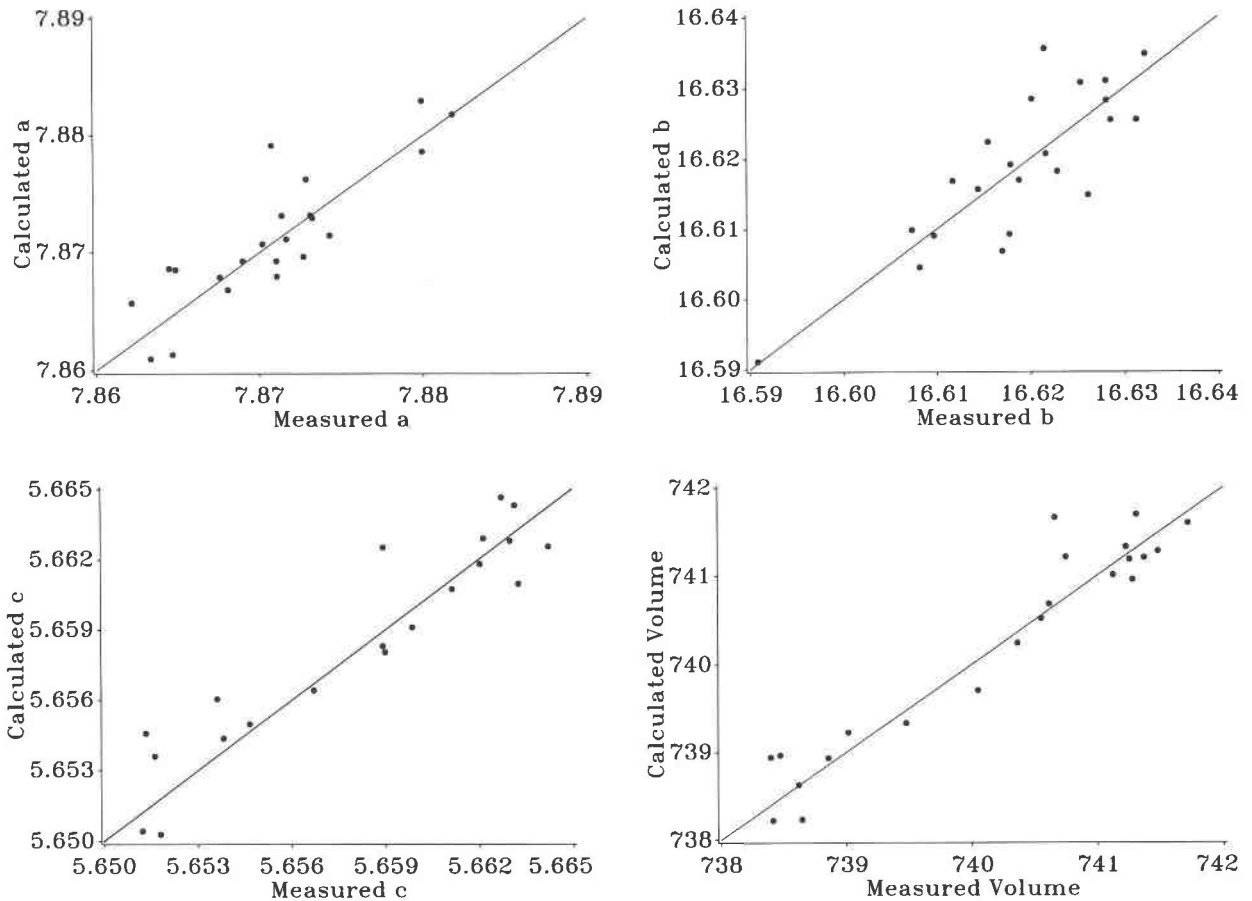 7.89
7.88
7.87
7.86
Calculated a
7.86 7.87 7.88 7.89
Measured a
16.64
16.63
16.62
16.61
16.60
16.59
Calculated b
16.59 16.60 16.61 16.62 16.63 16.64
Measured b
5.665
5.662
5.659
5.656
5.653
5.650
Calculated c
5.650 5.653 5.656 5.659 5.662 5.665
Measured c
742
741
740
739
738
Calculated Volume
738 739 740 741 742
Measured Volume